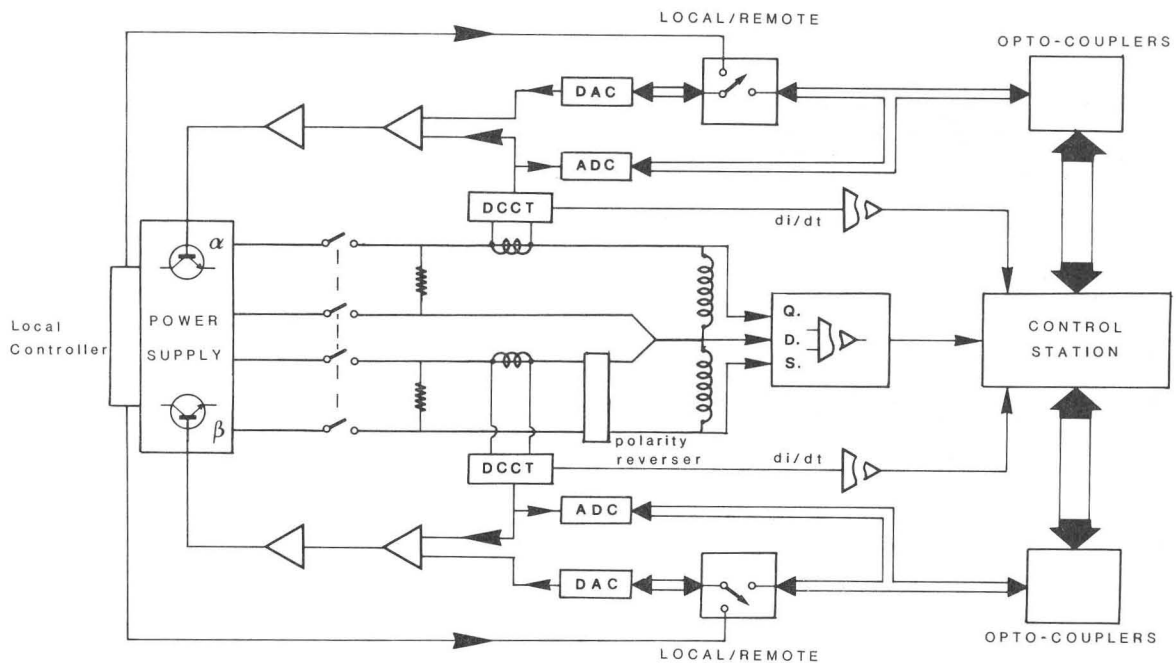 LOCAL/REMOTE
OPTO-COUPLERS
DAC
ADC
DCCT
di/dt
α
Local
Controller
POWER
SUPPLY
β
Q.
D.
S.
CONTROL
STATION
polarity
reverser
DCCT
di/dt
ADC
DAC
LOCAL/REMOTE
OPTO-COUPLERS